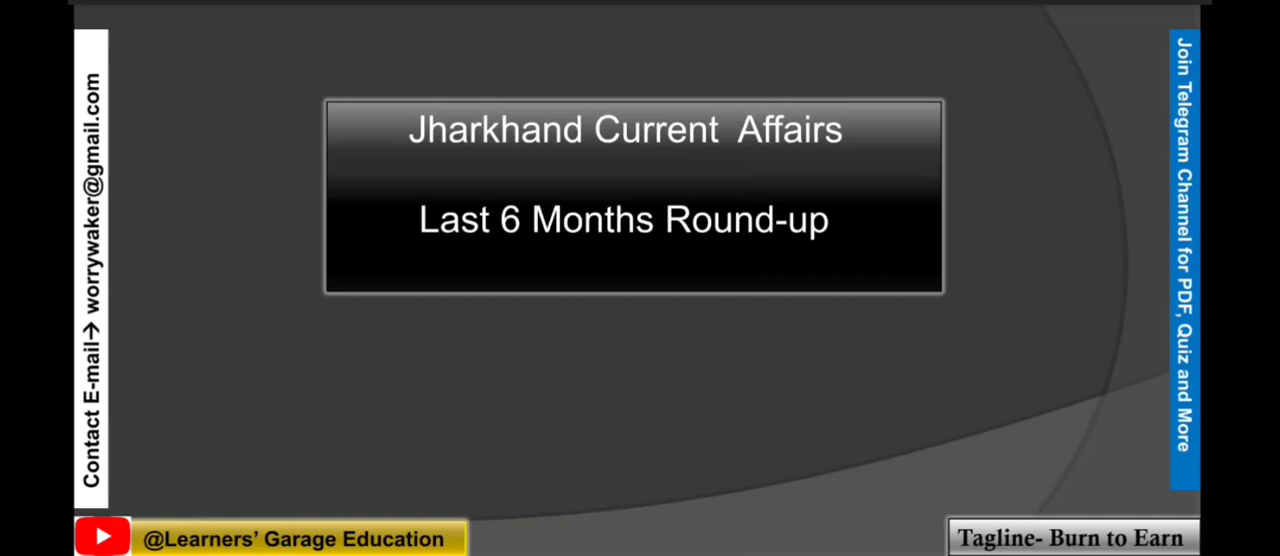 Jharkhand Current Affairs
Last 6 Months Round-up
Contact E-mail→ worrywaker@gmail.com
Join Telegram Channel for PDF, Quiz and More
@Learners’ Garage Education
Tagline- Burn to Earn